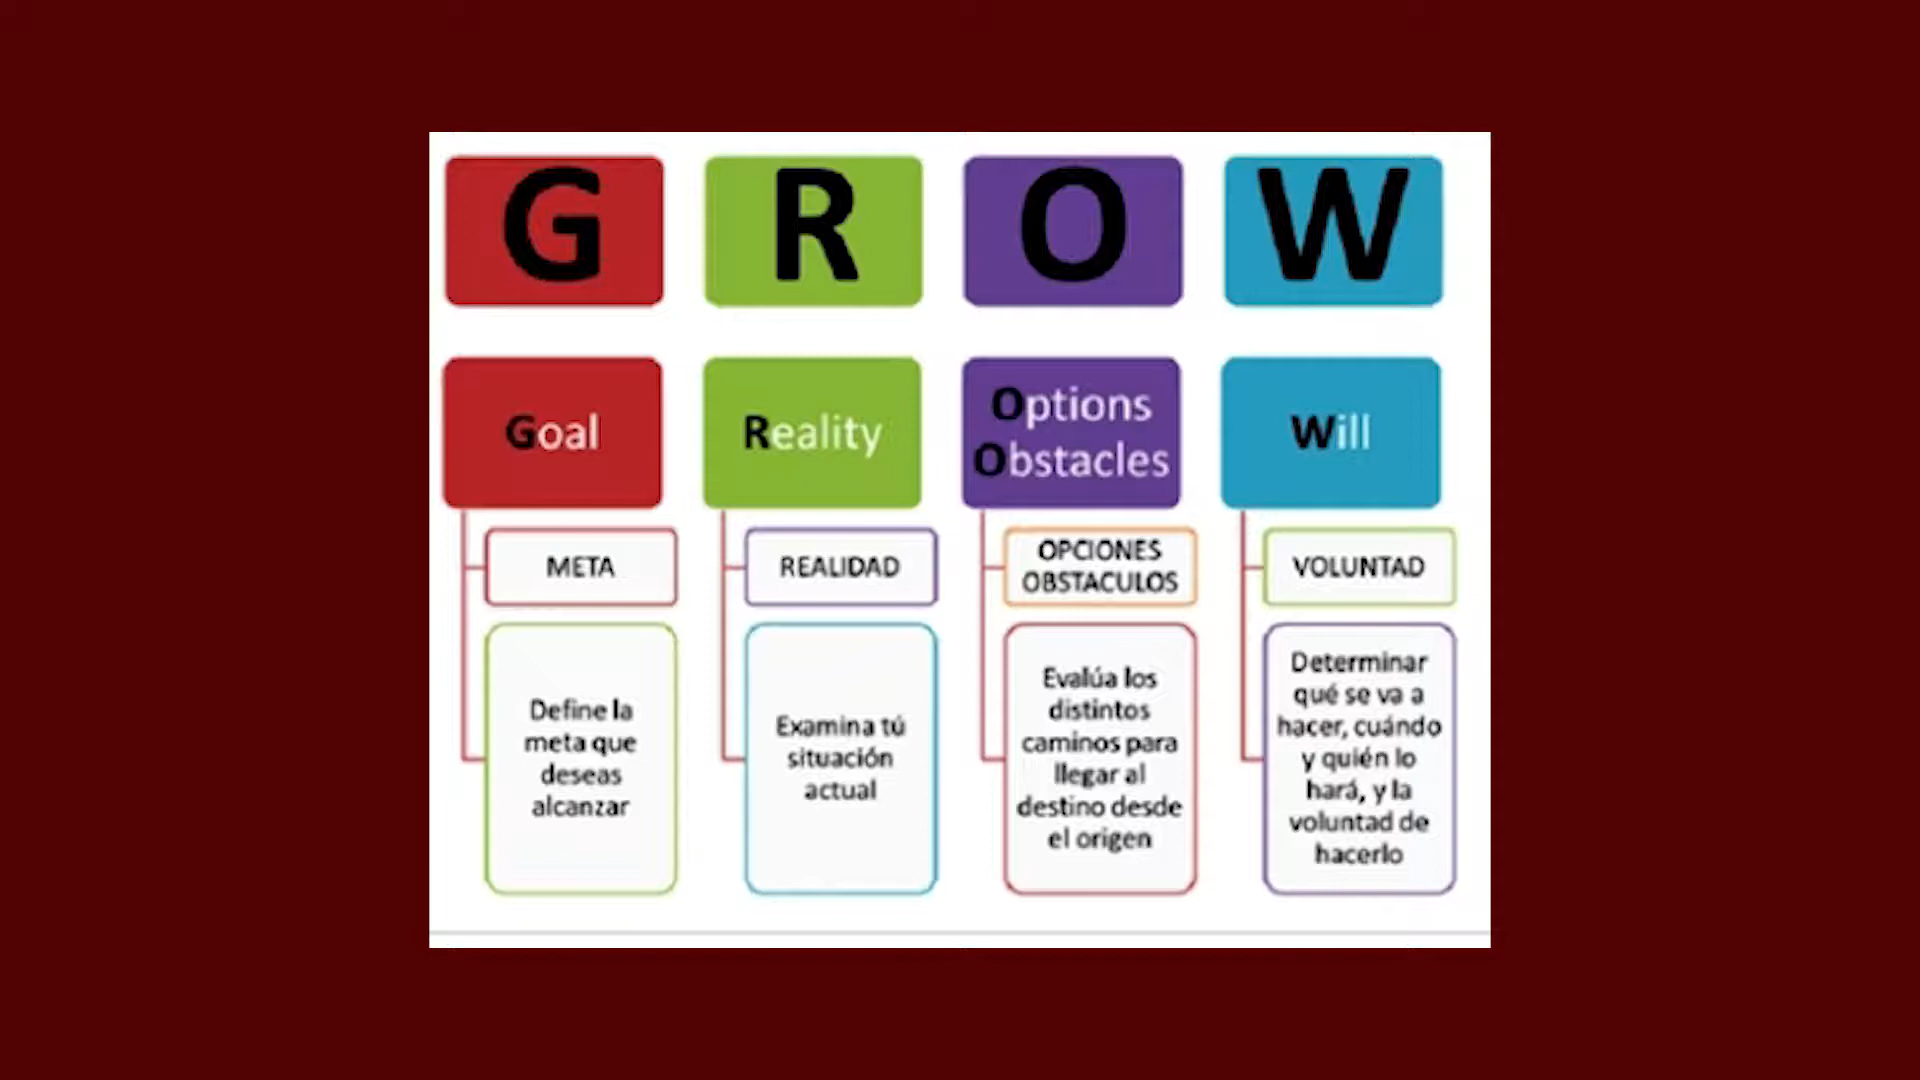 G R O W
Goal
Reality
Options
Obstacles
Will
META
REALIDAD
OPCIONES
OBSTACULOS
VOLUNTAD
Define la
meta que
deseas
alcanzar
Examina tú
situación
actual
Evalúa los
distintos
caminos para
llegar al
destino desde
el origen
Determinar
qué se va a
hacer, cuándo
y quién lo
hará, y la
voluntad de
hacerlo